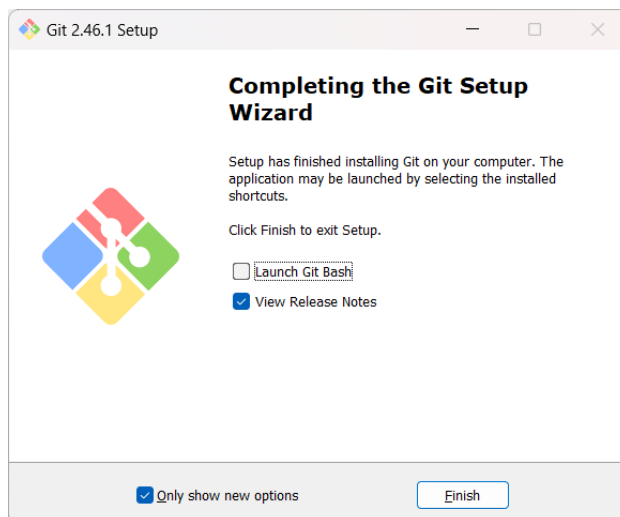 Git 2.46.1 Setup
Completing the Git Setup
Wizard
Setup has finished installing Git on your computer. The
application may be launched by selecting the installed
shortcuts.
Click Finish to exit Setup.
Launch Git Bash
View Release Notes
Only show new options
Finish